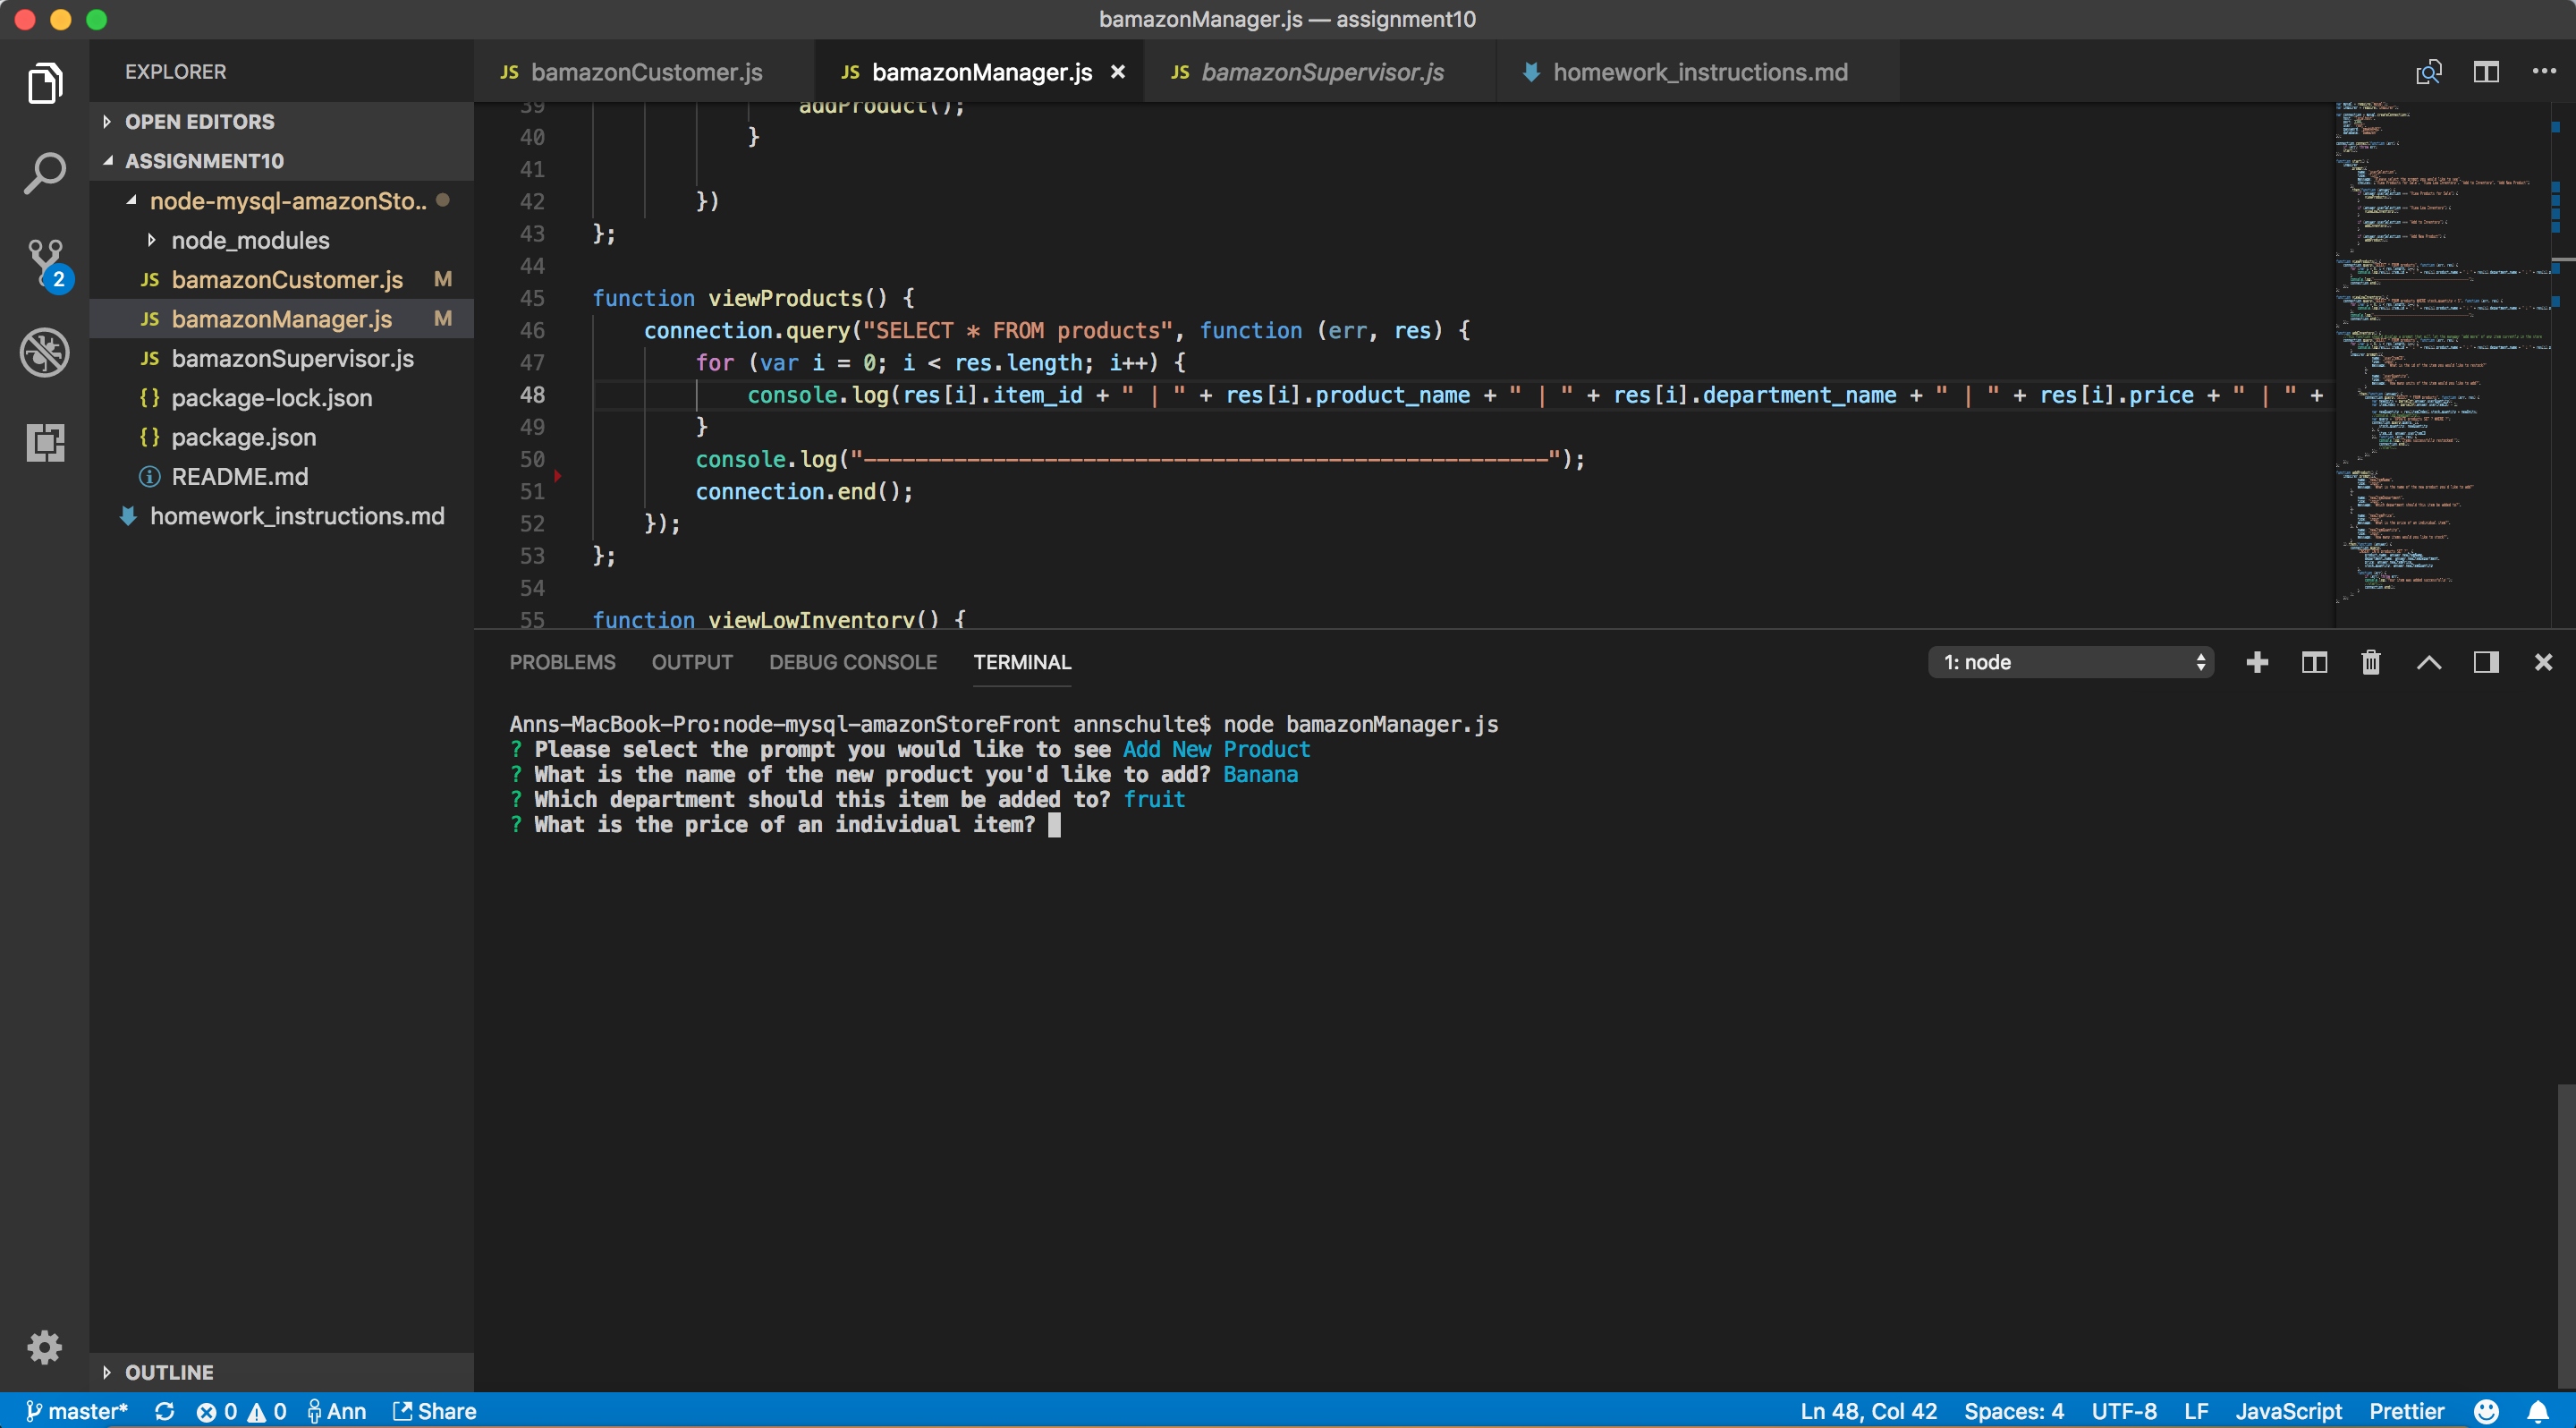 bamazonManager.js — assignment10
EXPLORER
OPEN EDITORS
ASSIGNMENT10
node-mysql-amazonSto..
node_modules
JS bamazonCustomer.js M
JS bamazonManager.js M
JS bamazonSupervisor.js
{} package-lock.json
{} package.json
README.md
homework_instructions.md
OUTLINE
2
JS bamazonCustomer.js JS bamazonManager.js × JS bamazonSupervisor.js homework_instructions.md
39 addProduct();
40 }
41
42 })
43 };
44
45 function viewProducts() {
46 connection.query("SELECT * FROM products", function (err, res) {
47 for (var i = 0; i < res.length; i++) {
48 console.log(res[i].item_id + " | " + res[i].product_name + " | " + res[i].department_name + " | " + res[i].price + " | " +
49 }
50 console.log("-----------------------------------------------------");
51 connection.end();
52 });
53 };
54
55 function viewLowInventory() {
PROBLEMS OUTPUT DEBUG CONSOLE TERMINAL 1: node
Anns-MacBook-Pro:node-mysql-amazonStoreFront annschulte$ node bamazonManager.js
? Please select the prompt you would like to see Add New Product
? What is the name of the new product you'd like to add? Banana
? Which department should this item be added to? fruit
? What is the price of an individual item?
master* 0 0 Ann Share Ln 48, Col 42 Spaces: 4 UTF-8 LF JavaScript Prettier